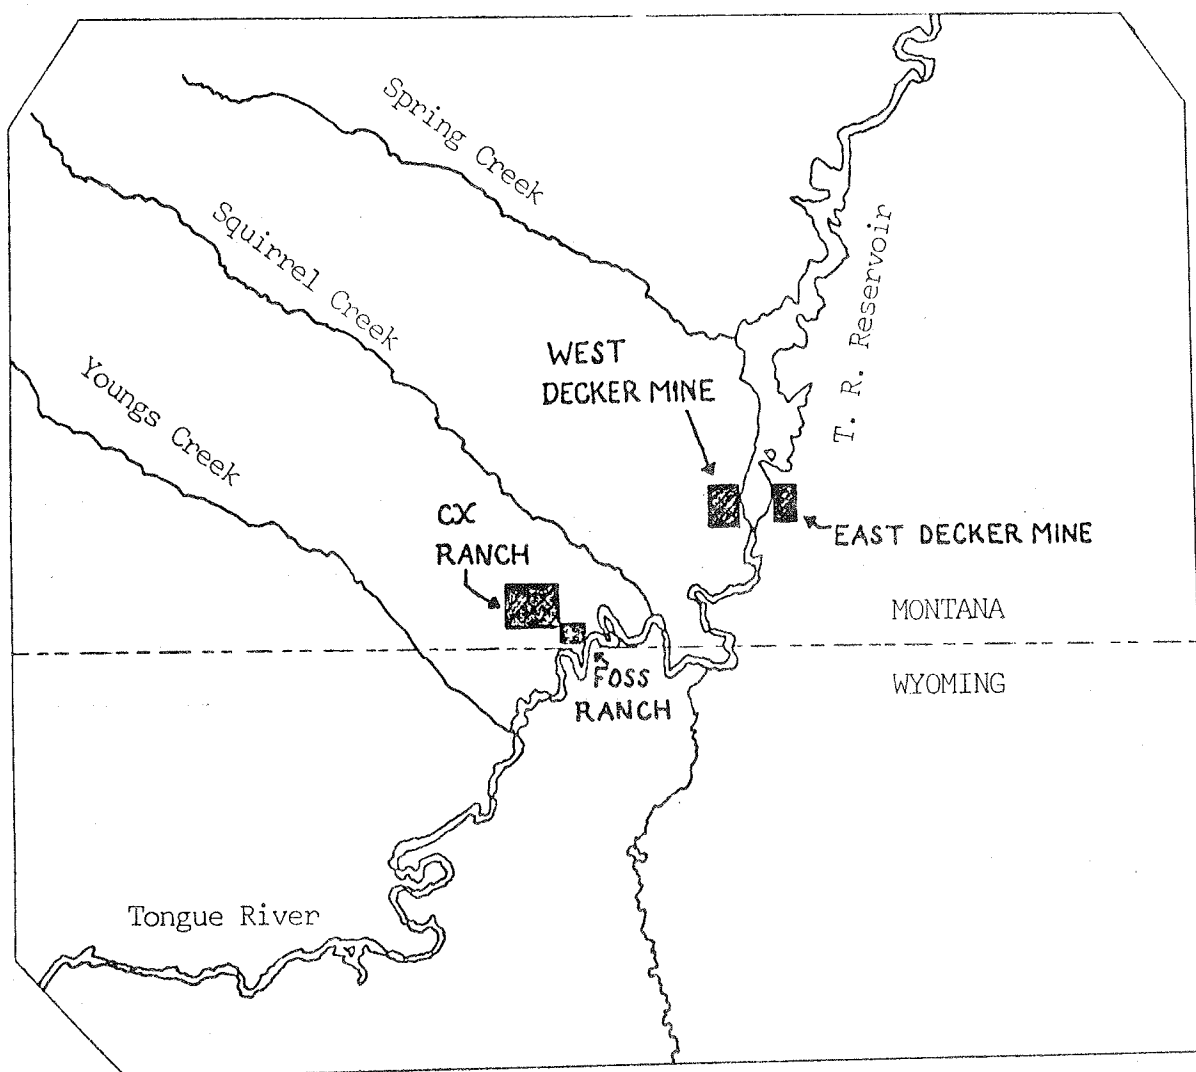 Spring Creek
Squirrel Creek
T. R. Reservoir
WEST
DECKER MINE
Youngs Creek
CX
RANCH
EAST DECKER MINE
MONTANA
WYOMING
FOSS
RANCH
Tongue River